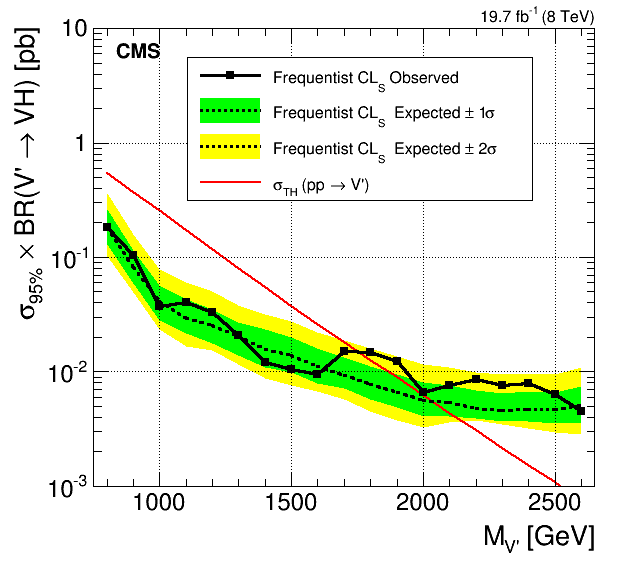 19.7 fb⁻¹ (8 TeV)
CMS
σ95% × BR(V' → VH) [pb]
Frequentist CLS Observed
Frequentist CLS Expected ± 1σ
Frequentist CLS Expected ± 2σ
σTH (pp → V')
10
1
10⁻¹
10⁻²
10⁻³
1000 1500 2000 2500
MV' [GeV]